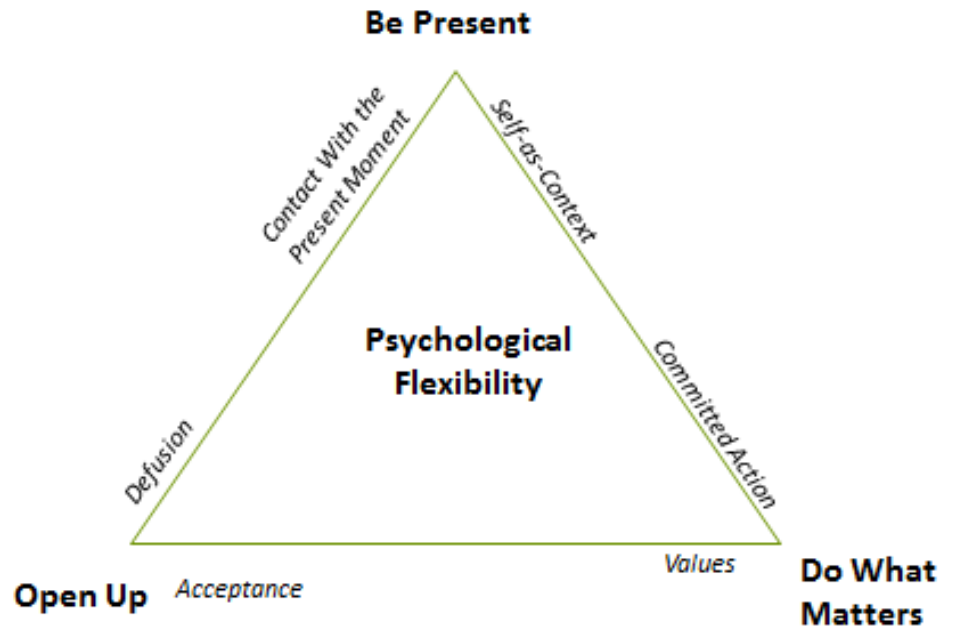 Be Present
Contact With the
Present Moment
Self-as-Context
Psychological
Flexibility
Committed Action
Defusion
Open Up
Acceptance
Values
Do What
Matters